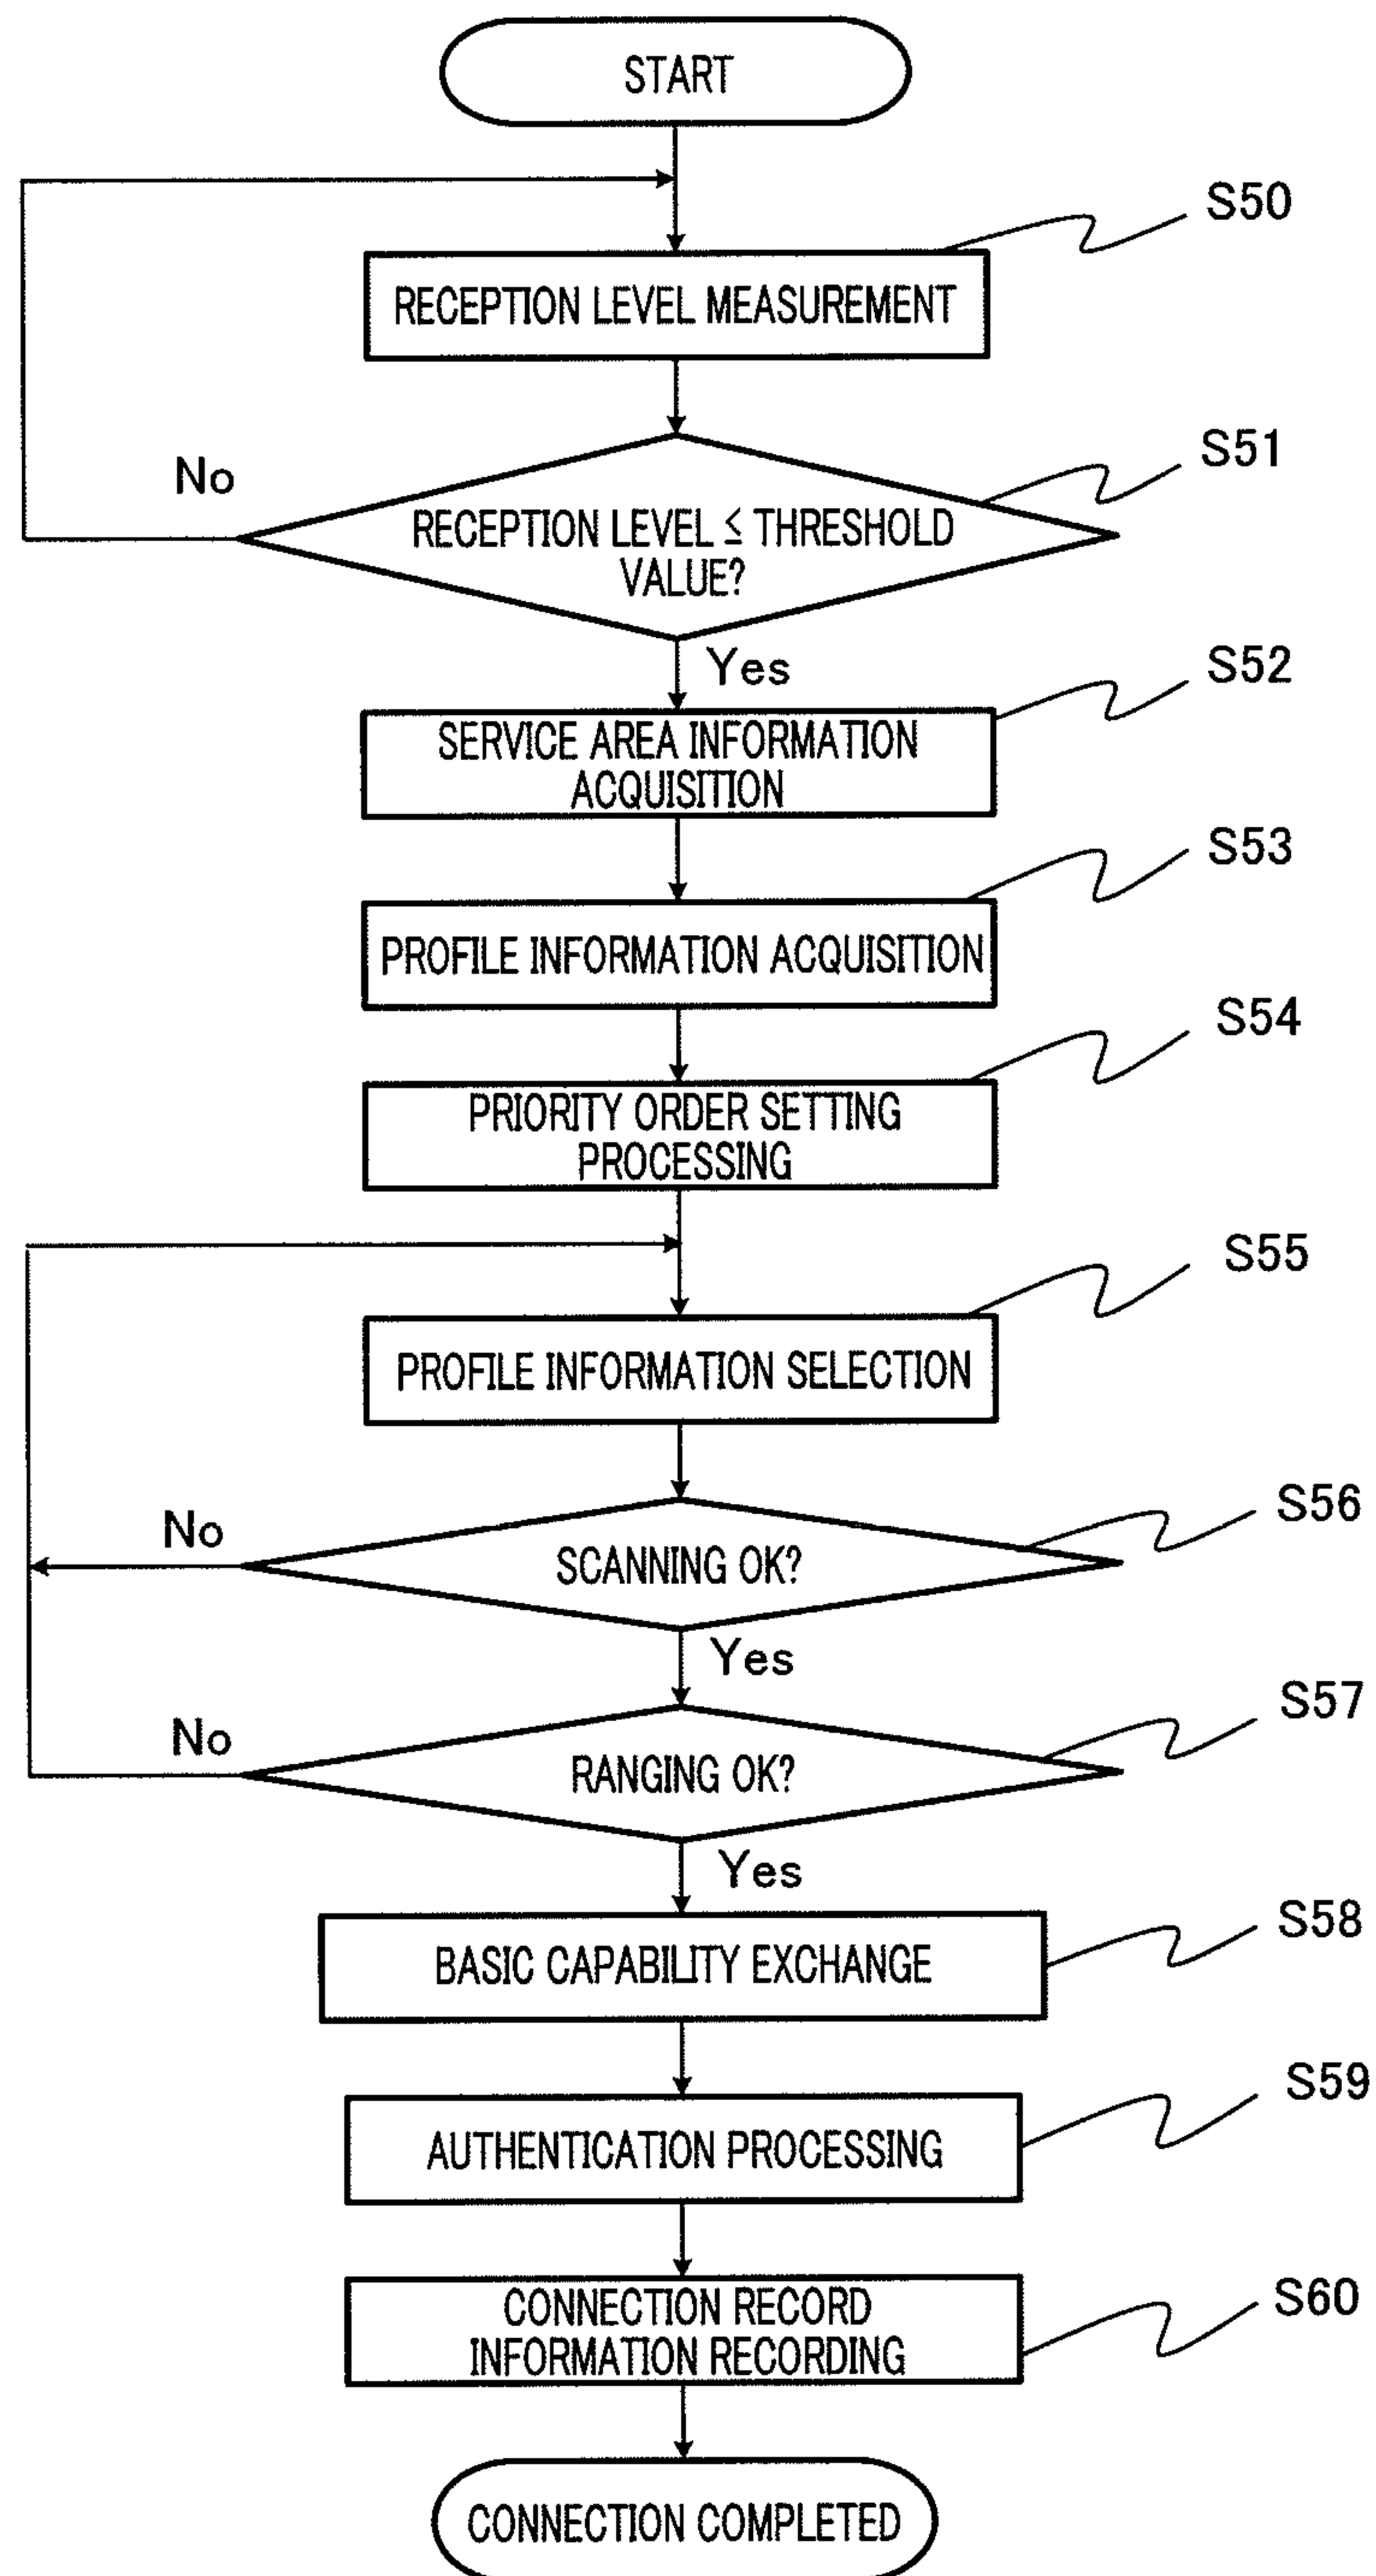 START
S50
RECEPTION LEVEL MEASUREMENT
S51
No
RECEPTION LEVEL ≤ THRESHOLD
VALUE?
Yes
S52
SERVICE AREA INFORMATION
ACQUISITION
S53
PROFILE INFORMATION ACQUISITION
S54
PRIORITY ORDER SETTING
PROCESSING
S55
PROFILE INFORMATION SELECTION
S56
No
SCANNING OK?
Yes
S57
No
RANGING OK?
Yes
S58
BASIC CAPABILITY EXCHANGE
S59
AUTHENTICATION PROCESSING
S60
CONNECTION RECORD
INFORMATION RECORDING
CONNECTION COMPLETED